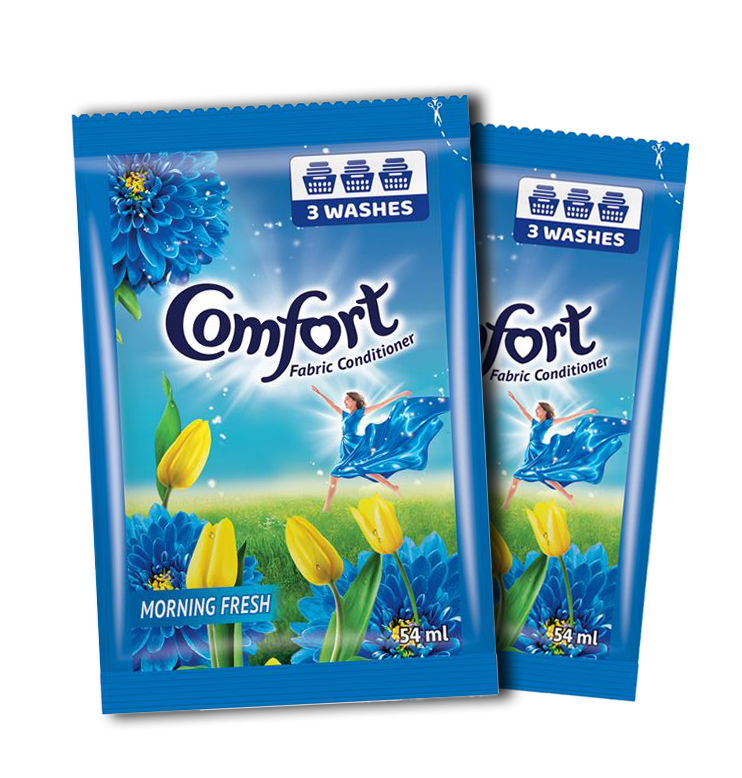 3 WASHES
Comfort
Fabric Conditioner
MORNING FRESH
54 ml
3 WASHES
fort
Fabric Conditioner
54 ml